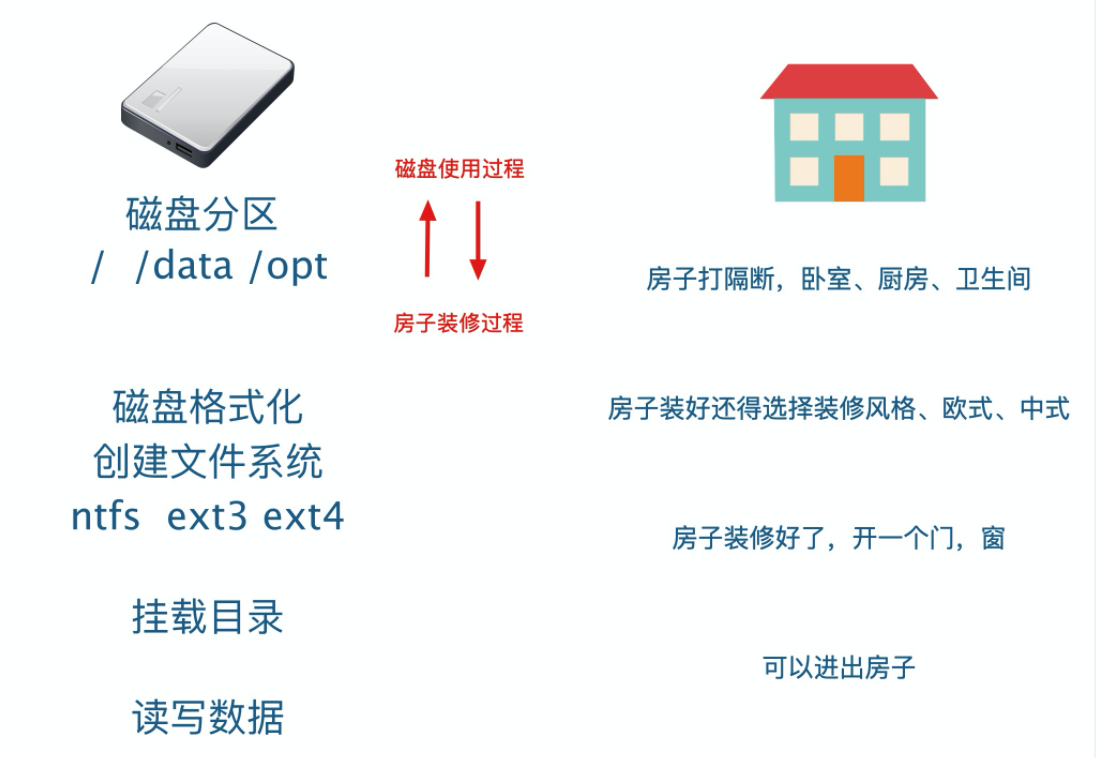 磁盘分区
/ /data /opt
磁盘格式化
创建文件系统
ntfs ext3 ext4
挂载目录
读写数据
磁盘使用过程
房子装修过程
房子打隔断，卧室、厨房、卫生间
房子装好还得选择装修风格、欧式、中式
房子装修好了，开一个门，窗
可以进出房子